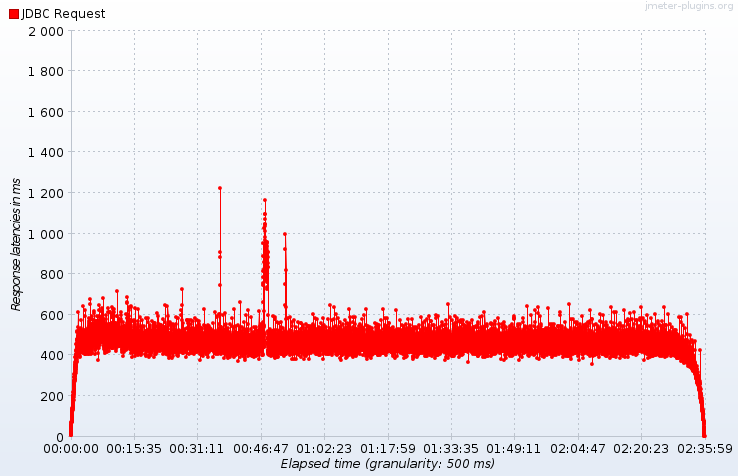 jmeter-plugins.org
JDBC Request
2 000
1 800
1 600
1 400
1 200
1 000
800
600
400
200
0
Response latencies in ms
00:00:00 00:15:35 00:31:11 00:46:47 01:02:23 01:17:59 01:33:35 01:49:11 02:04:47 02:20:23 02:35:59
Elapsed time (granularity: 500 ms)